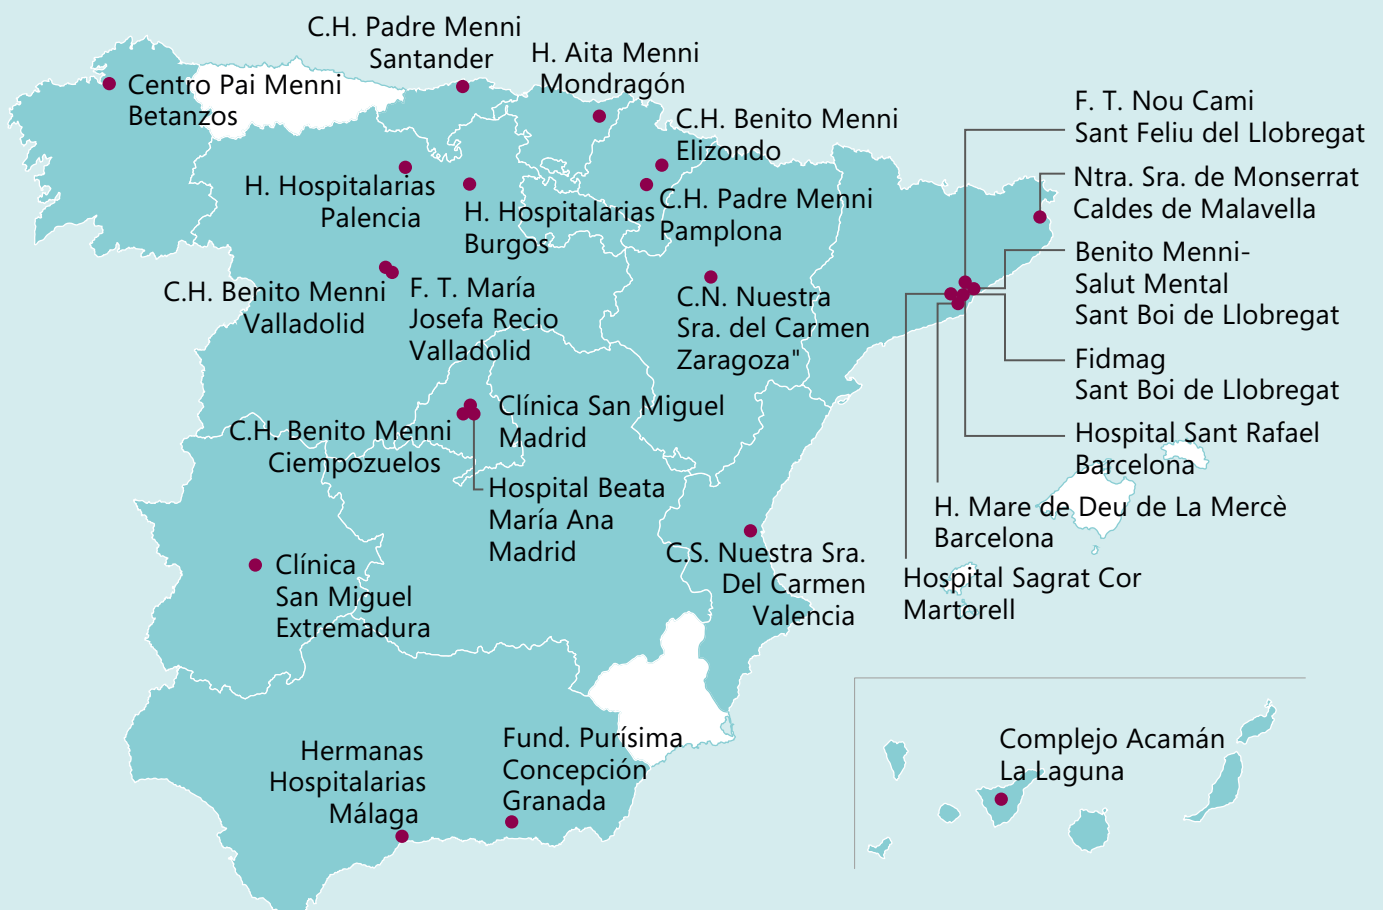 C.H. Padre Menni
Santander
H. Aita Menni
Mondragón
Centro Pai Menni
Betanzos
C.H. Benito Menni
Elizondo
F. T. Nou Cami
Sant Feliu del Llobregat
H. Hospitalarias
Palencia
H. Hospitalarias
Burgos
C.H. Padre Menni
Pamplona
Ntra. Sra. de Monserrat
Caldes de Malavella
C.H. Benito Menni
Valladolid
F. T. María
Josefa Recio
Valladolid
C.N. Nuestra
Sra. del Carmen
Zaragoza"
Benito Menni-
Salut Mental
Sant Boi de Llobregat
Fidmag
Sant Boi de Llobregat
C.H. Benito Menni
Ciempozuelos
Clínica San Miguel
Madrid
Hospital Sant Rafael
Barcelona
Hospital Beata
María Ana
Madrid
H. Mare de Deu de La Mercè
Barcelona
Clínica
San Miguel
Extremadura
C.S. Nuestra Sra.
Del Carmen
Valencia
Hospital Sagrat Cor
Martorell
Hermanas
Hospitalarias
Málaga
Fund. Purísima
Concepción
Granada
Complejo Acamán
La Laguna